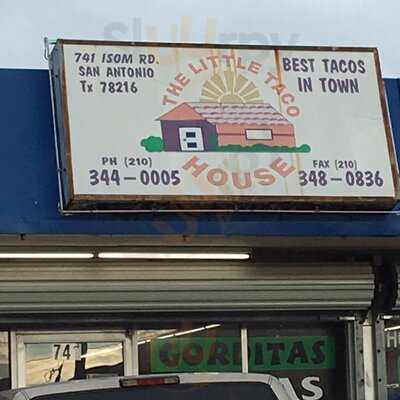 741 ISOM RD.
SAN ANTONIO
Tx 78216
THE LITTLE TACO
HOUSE
BEST TACOS
IN TOWN
PH (210)
344-0005
FAX (210)
348-0836
74
GORDITAS